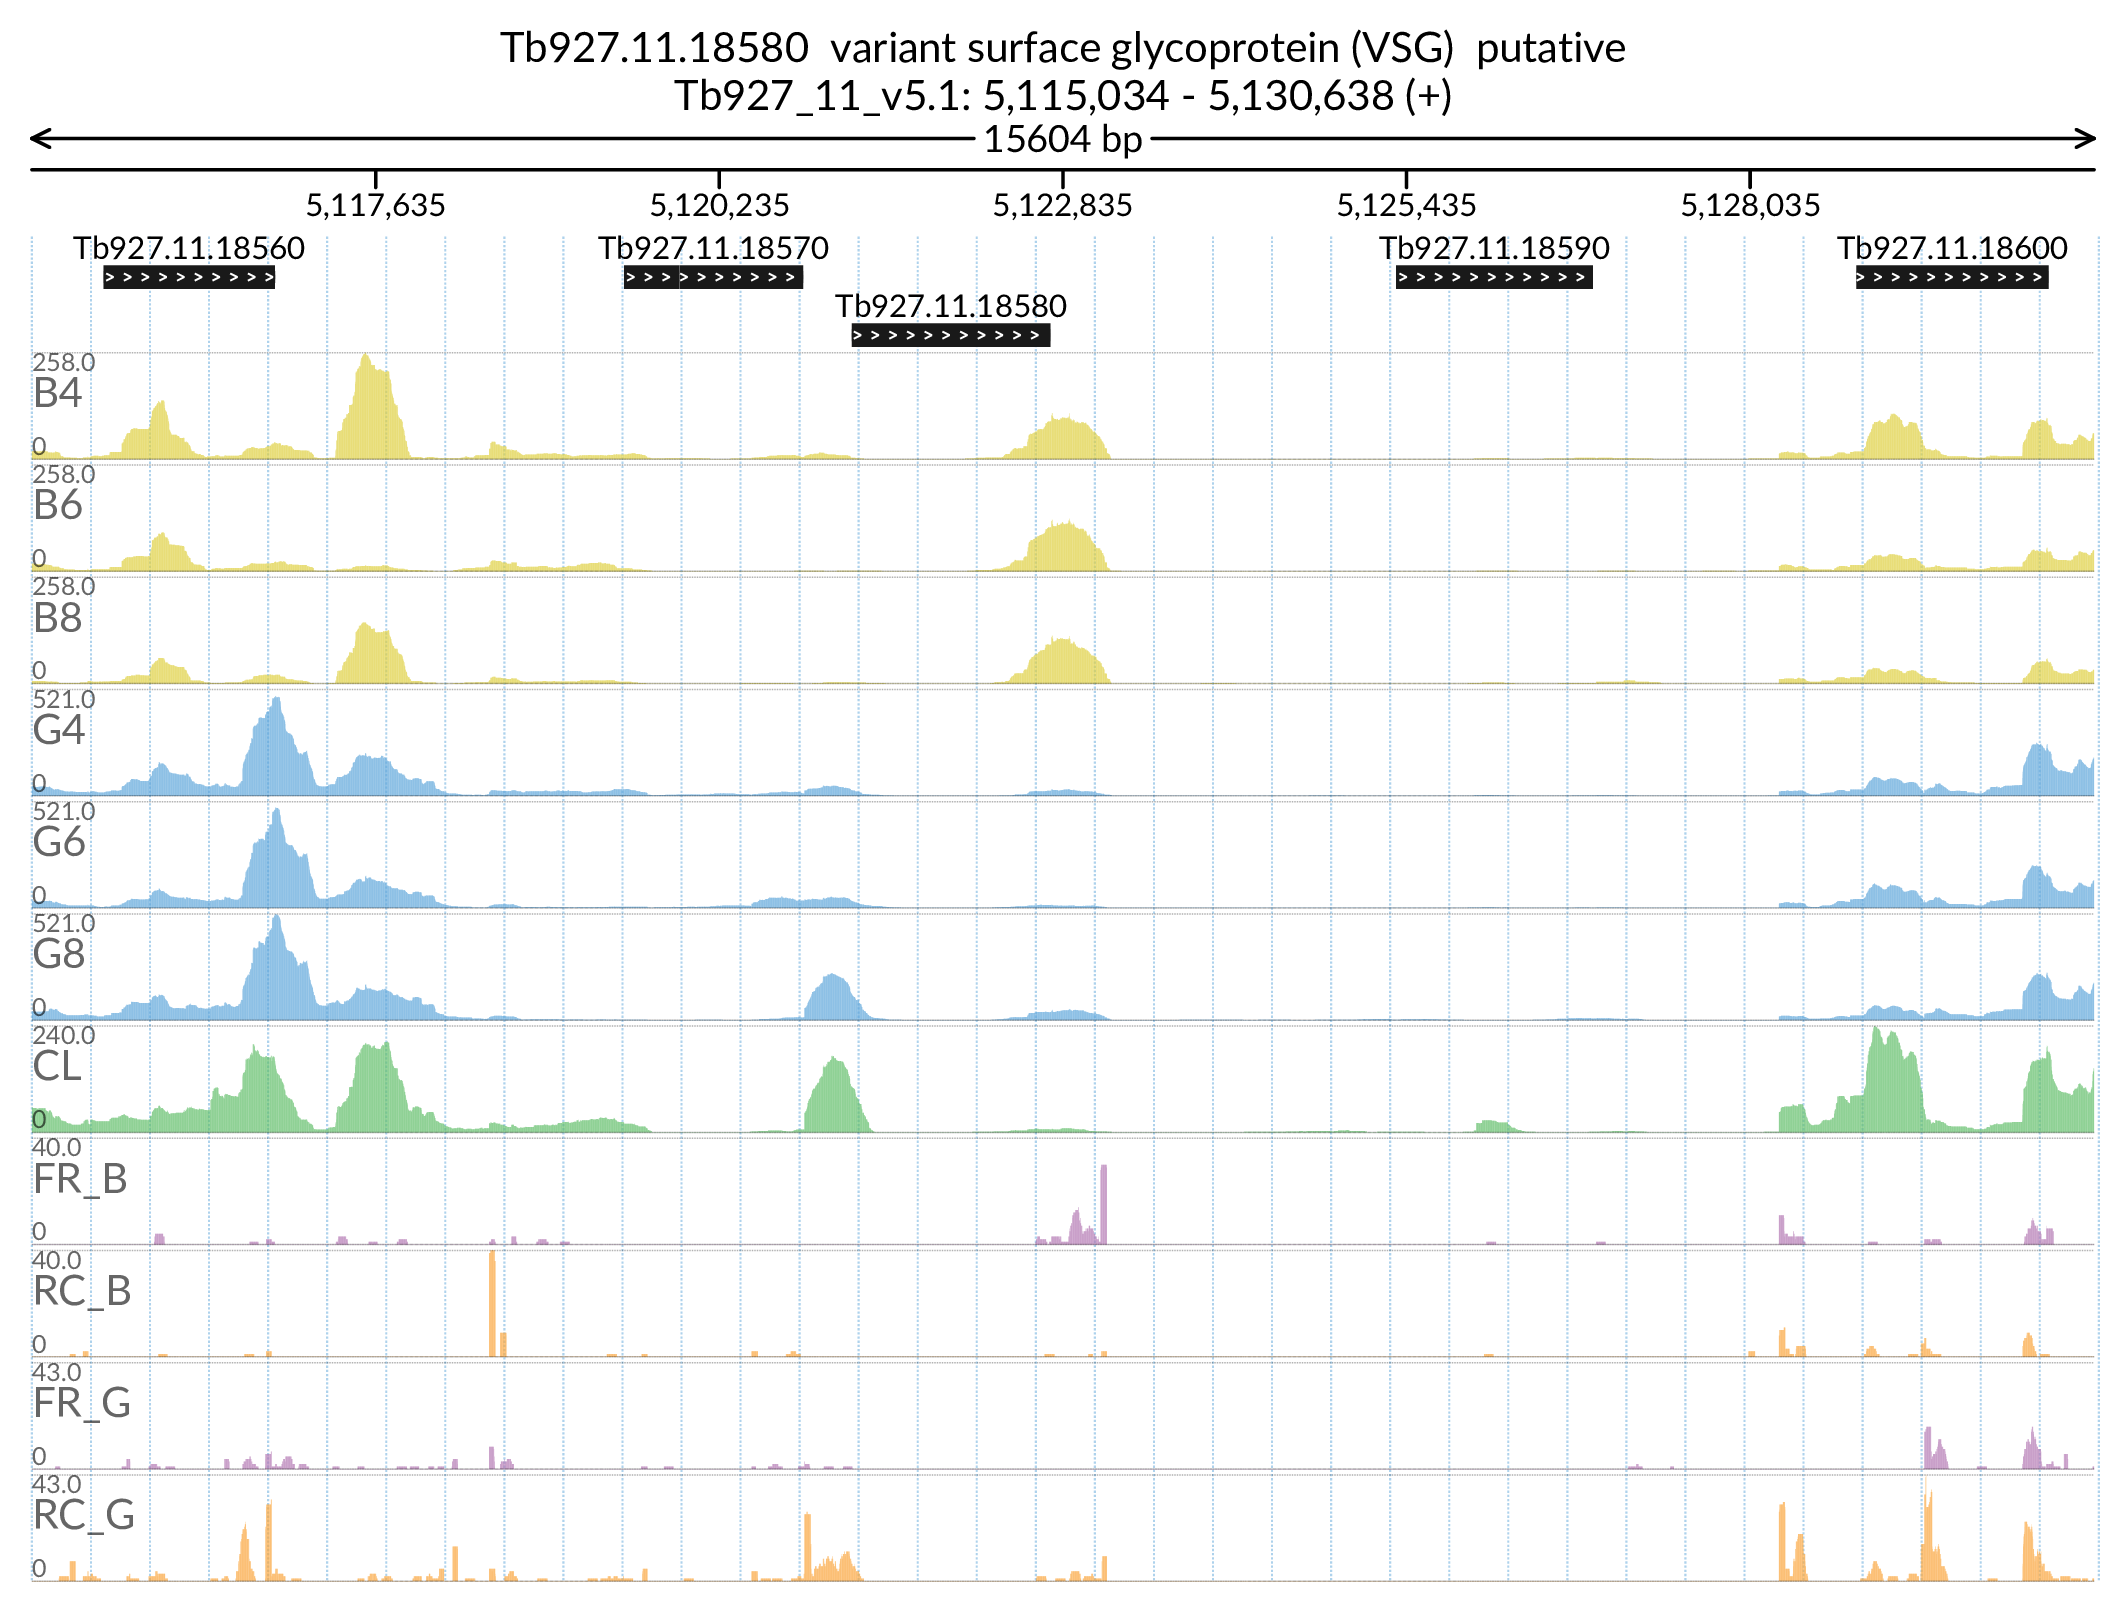 Tb927.11.18580 variant surface glycoprotein (VSG) putative
Tb927_11_v5.1: 5,115,034 - 5,130,638 (+)
15604 bp
5,117,635 5,120,235 5,122,835 5,125,435 5,128,035
Tb927.11.18560 Tb927.11.18570 Tb927.11.18590 Tb927.11.18600
Tb927.11.18580
258.0
B4
0
258.0
B6
0
258.0
B8
0
521.0
G4
0
521.0
G6
0
521.0
G8
0
240.0
CL
0
40.0
FR_B
0
40.0
RC_B
0
43.0
FR_G
0
43.0
RC_G
0